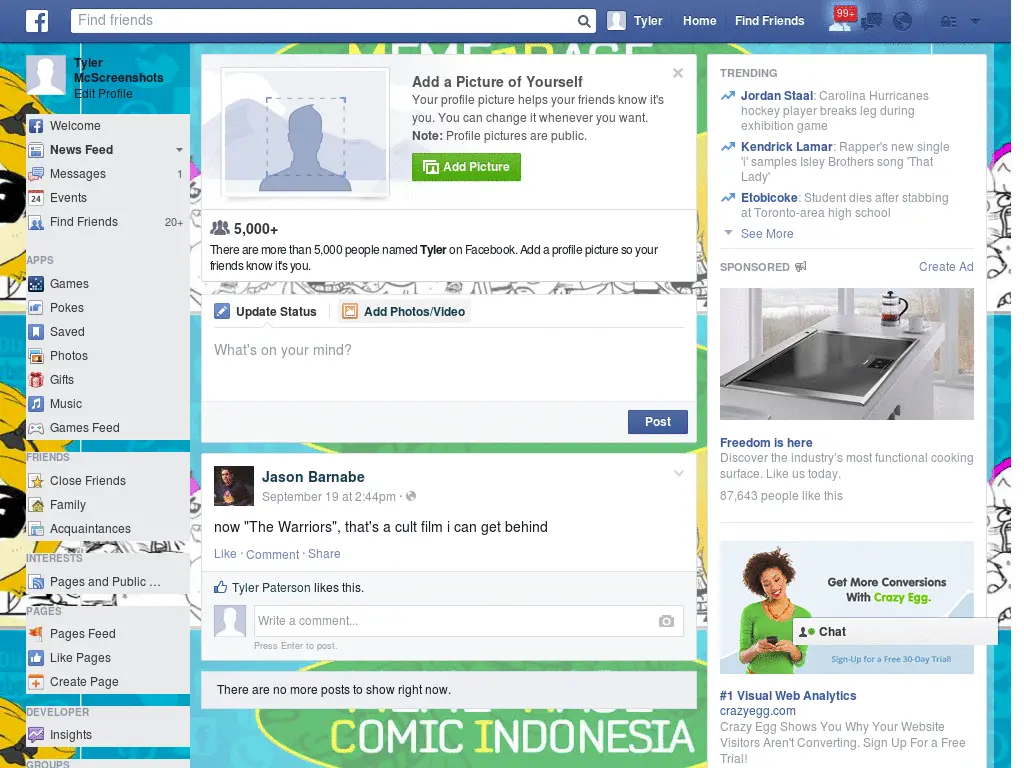 MEME & RAGE
Find friends
Tyler
Home
Find Friends
99+
Tyler
McScreenshots
Edit Profile
Welcome
News Feed
Messages
1
24
Events
Find Friends
20+
APPS
Games
Pokes
Saved
Photos
Gifts
Music
Games Feed
FRIENDS
Close Friends
Family
Acquaintances
INTERESTS
Pages and Public ...
PAGES
Pages Feed
Like Pages
Create Page
DEVELOPER
Insights
GROUPS
Add a Picture of Yourself
Your profile picture helps your friends know it's
you. You can change it whenever you want.
Note: Profile pictures are public.
Add Picture
5,000+
There are more than 5,000 people named Tyler on Facebook. Add a profile picture so your
friends know it's you.
Update Status
Add Photos/Video
What's on your mind?
Post
Jason Barnabe
September 19 at 2:44pm ·
now "The Warriors", that's a cult film i can get behind
Like · Comment · Share
Tyler Paterson likes this.
Write a comment...
Press Enter to post.
There are no more posts to show right now.
COMIC INDONESIA
TRENDING
Jordan Staal: Carolina Hurricanes
hockey player breaks leg during
exhibition game
Kendrick Lamar: Rapper's new single
'i' samples Isley Brothers song 'That
Lady'
Etobicoke: Student dies after stabbing
at Toronto-area high school
See More
SPONSORED
Create Ad
Freedom is here
Discover the industry's most functional cooking
surface. Like us today.
87,643 people like this
Get More Conversions
With Crazy Egg.
Chat
Sign-Up for a Free 30-Day Trial!
#1 Visual Web Analytics
crazyegg.com
Crazy Egg Shows You Why Your Website
Visitors Aren't Converting. Sign Up For a Free
Trial!